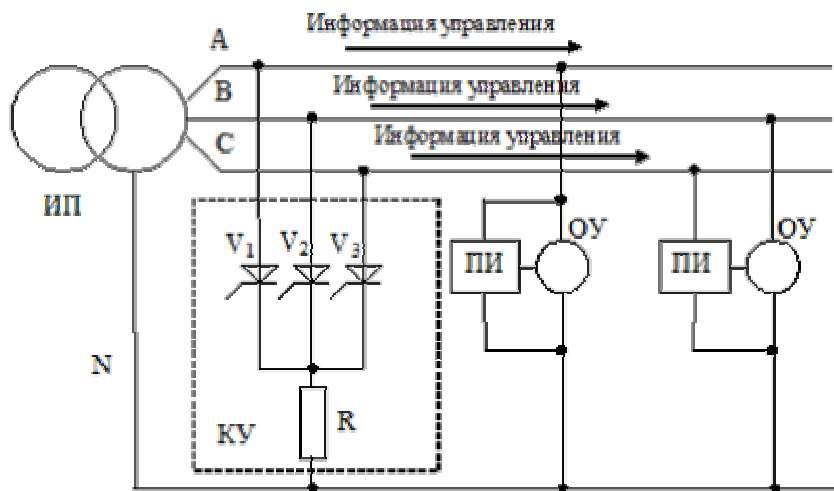 A
Информация управления
B
Информация управления
C
Информация управления
ИП
V₁
V₂
V₃
ПИ
ОУ
ПИ
ОУ
N
КУ
R